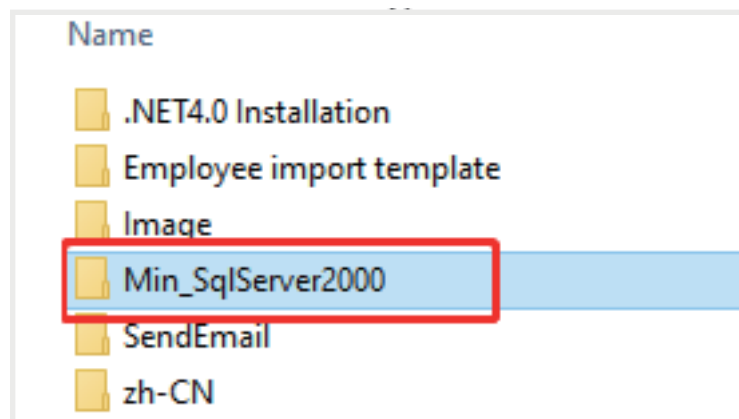 Name
.NET4.0 Installation
Employee import template
Image
Min_SqlServer2000
SendEmail
zh-CN